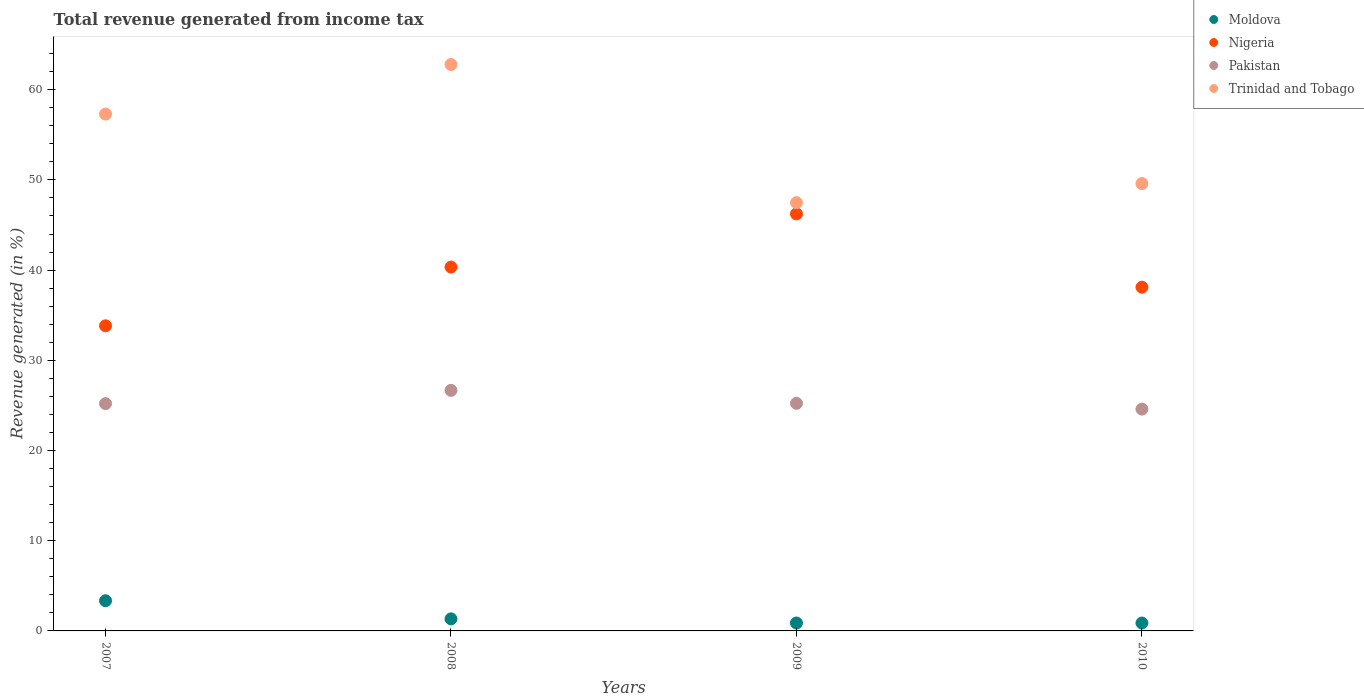 Total revenue generated from income tax
Moldova
Nigeria
Pakistan
Trinidad and Tobago
Revenue generated (in %)
60
50
40
30
20
10
0
2007
2008
2009
2010
Years